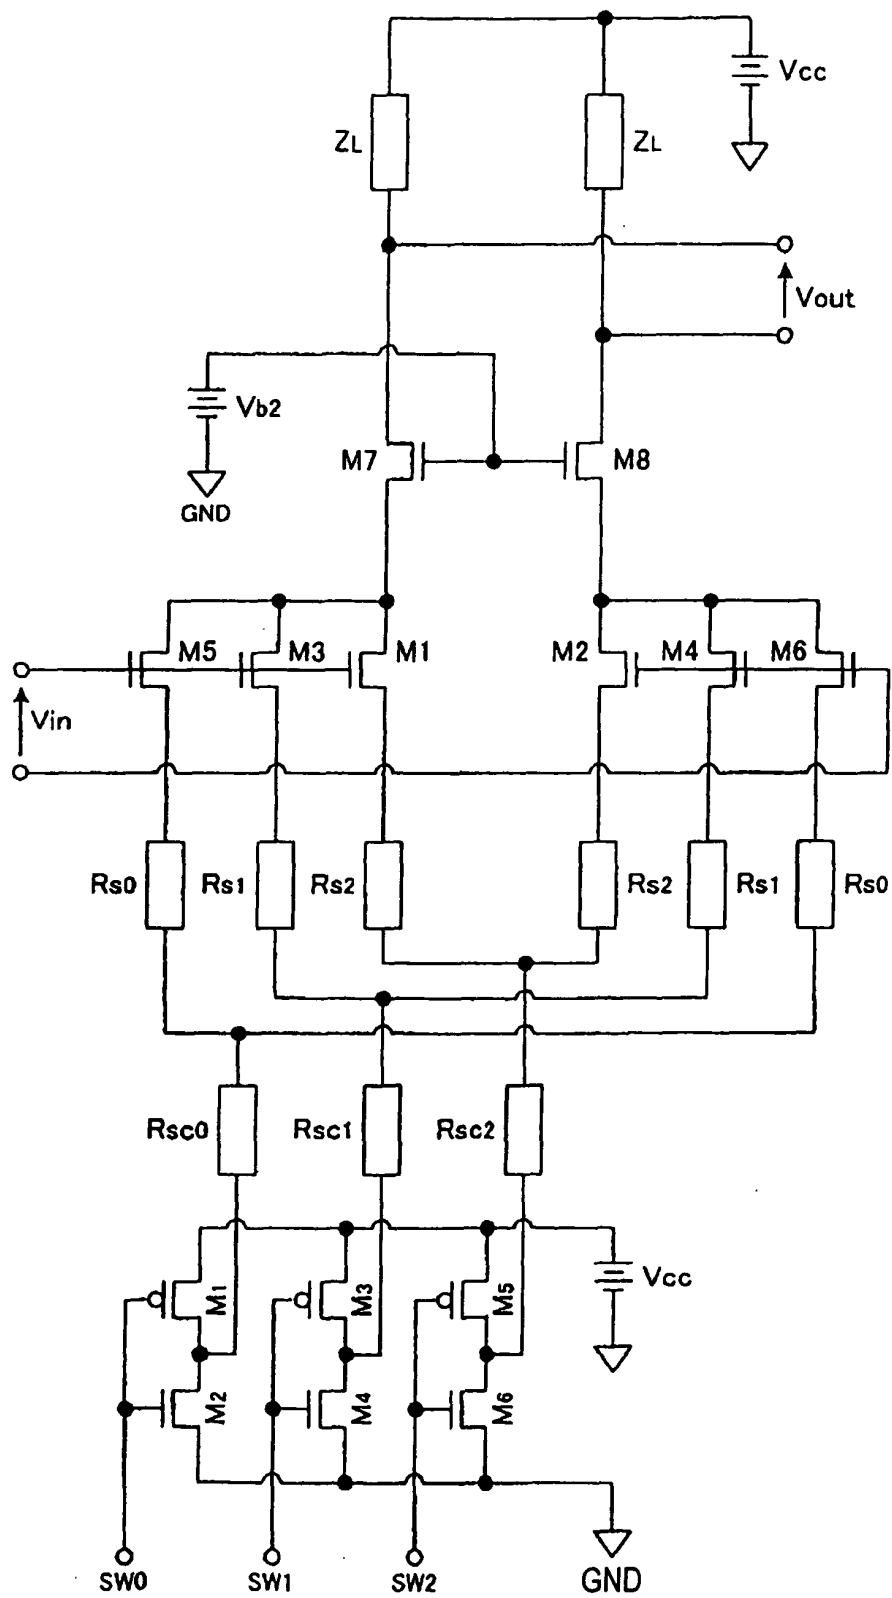 Vcc
ZL
ZL
Vout
Vb2
M7
M8
GND
M5
M3
M1
M2
M4
M6
Vin
Rs0
Rs1
Rs2
Rs2
Rs1
Rs0
Rsc0
Rsc1
Rsc2
M1
M3
M5
Vcc
M2
M4
M6
SW0
SW1
SW2
GND